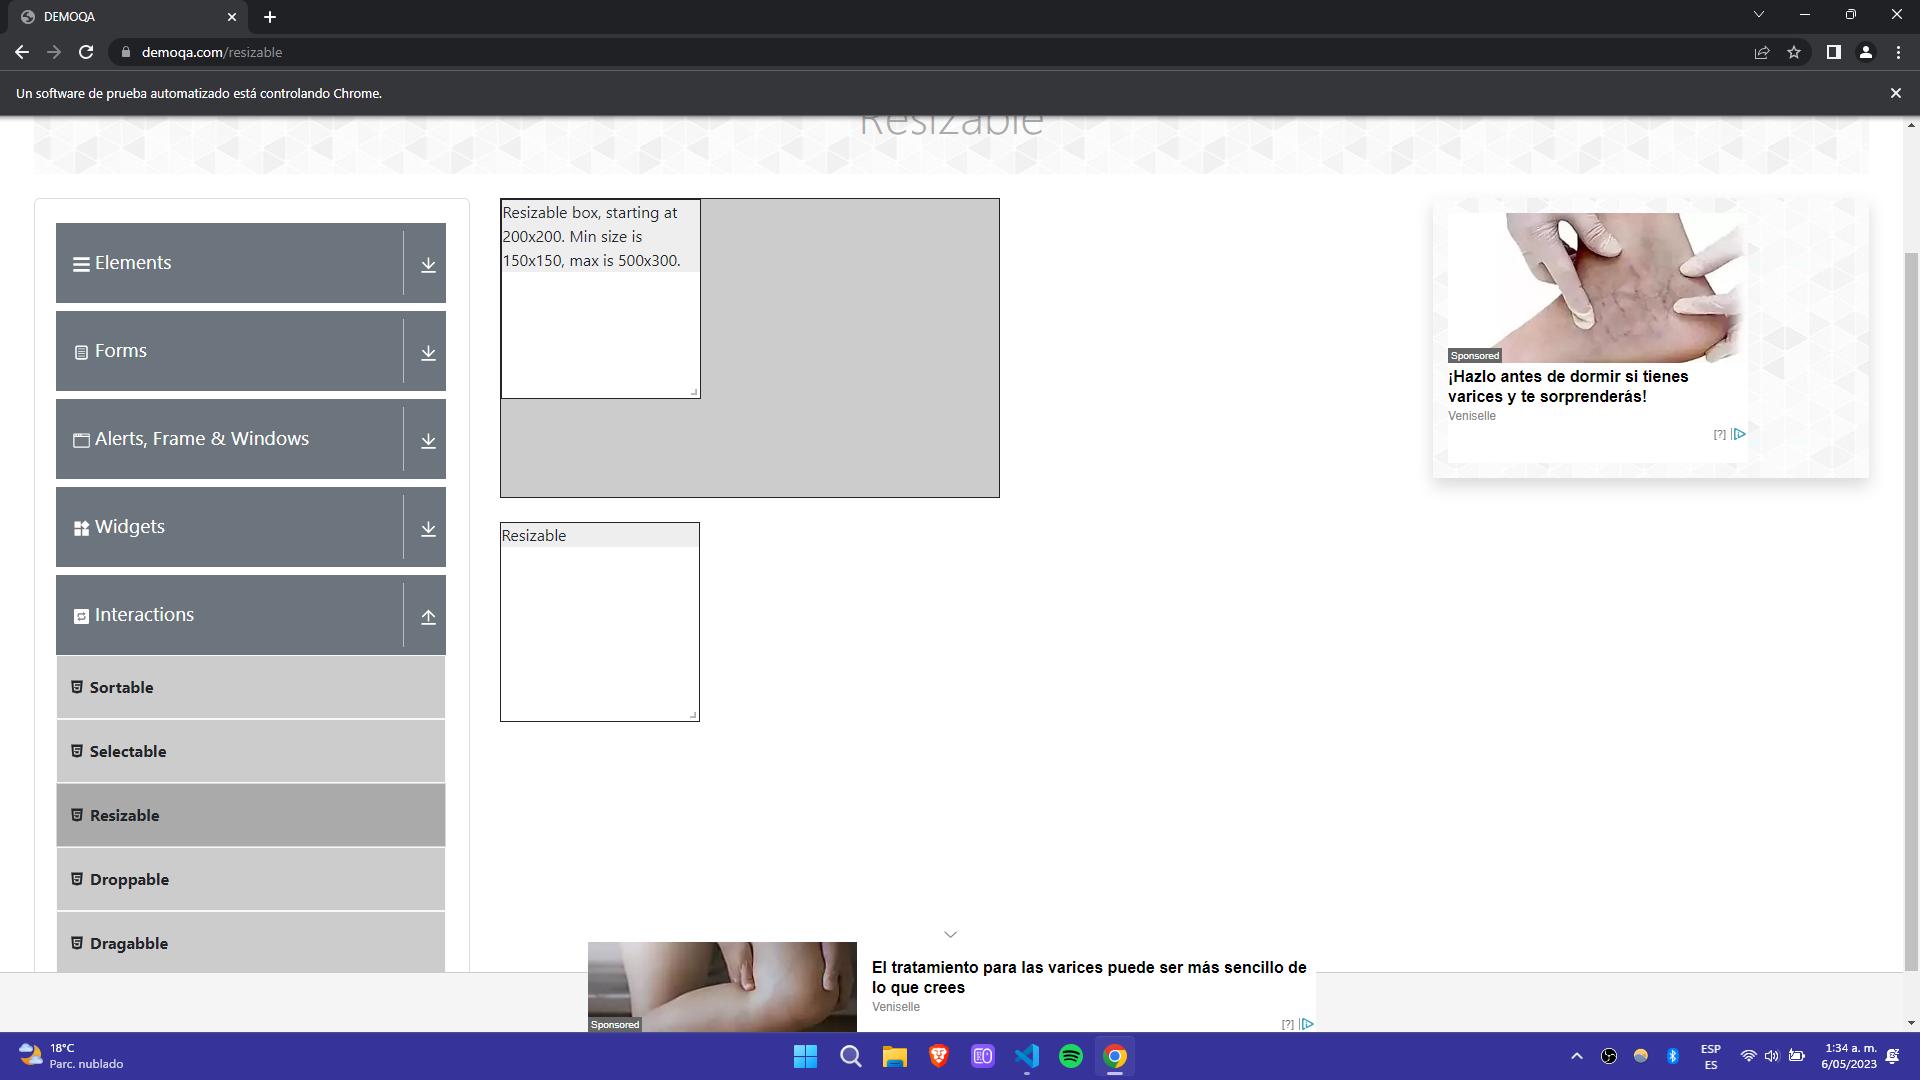 DEMOQA
demoqa.com/resizable
Un software de prueba automatizado está controlando Chrome.
Resizable
Elements
Forms
Alerts, Frame & Windows
Widgets
Interactions
Sortable
Selectable
Resizable
Droppable
Dragabble
Resizable box, starting at
200x200. Min size is
150x150, max is 500x300.
Resizable
Sponsored
¡Hazlo antes de dormir si tienes
varices y te sorprenderás!
Veniselle
[?]
Sponsored
El tratamiento para las varices puede ser más sencillo de
lo que crees
Veniselle
[?]
18°C
Parc. nublado
ESP
ES
1:34 a. m.
6/05/2023